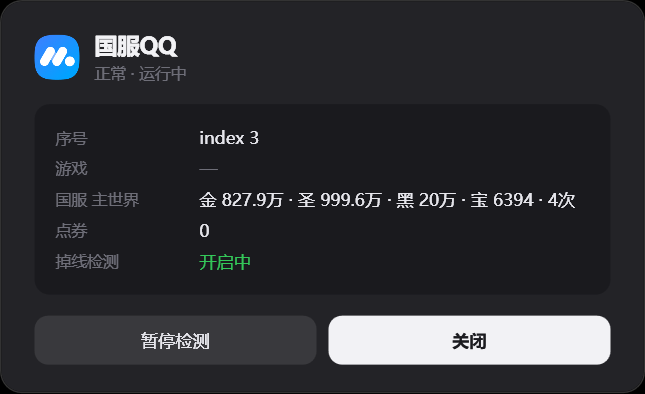 国服QQ
正常 · 运行中
序号 index 3
游戏 —
国服 主世界 金 827.9万 · 圣 999.6万 · 黑 20万 · 宝 6394 · 4次
点券 0
掉线检测 开启中
暂停检测 关闭